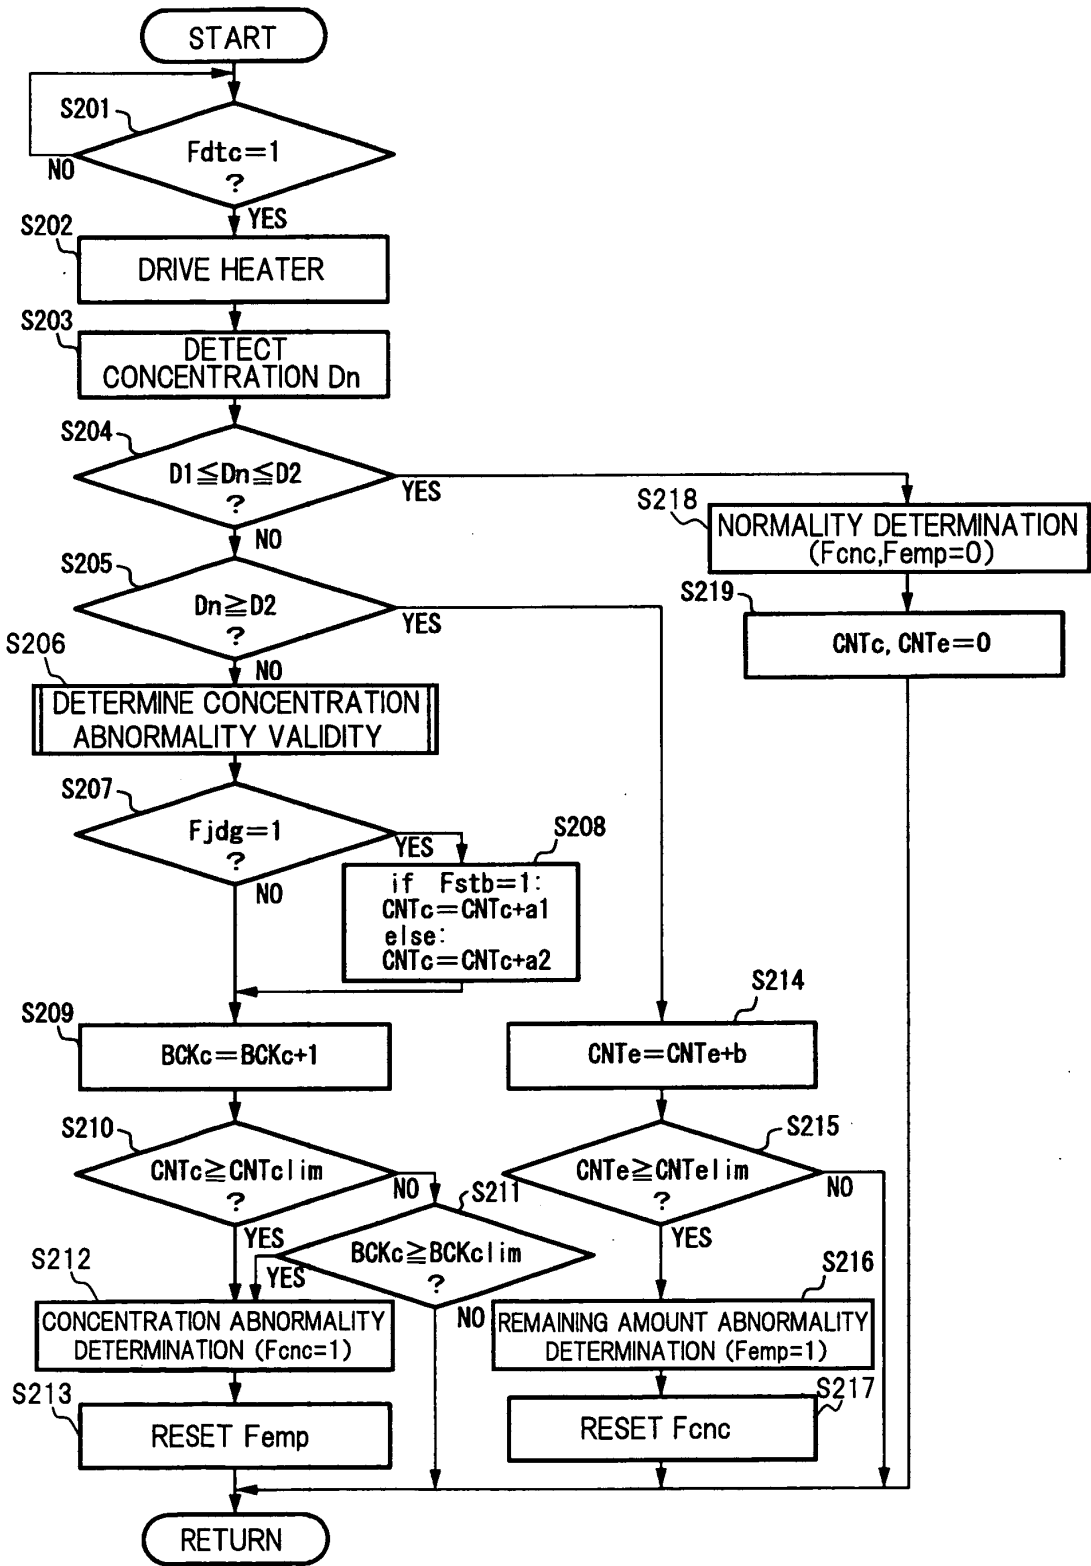 START
S201
Fdtc=1
?
NO
YES
S202
DRIVE HEATER
S203
DETECT
CONCENTRATION Dn
S204
D1≦Dn≦D2
?
YES
NO
S218
NORMALITY DETERMINATION
(Fcnc,Femp=0)
S205
Dn≧D2
?
YES
NO
S219
CNTc, CNTe=0
S206
DETERMINE CONCENTRATION
ABNORMALITY VALIDITY
S207
Fjdg=1
?
YES
NO
S208
if Fstb=1:
CNTc=CNTc+a1
else:
CNTc=CNTc+a2
S209
BCKc=BCKc+1
S214
CNTe=CNTe+b
S210
CNTc≧CNTclim
?
NO
YES
S211
BCKc≧BCKclim
?
YES
NO
S215
CNTe≧CNTelim
?
NO
YES
S212
CONCENTRATION ABNORMALITY
DETERMINATION (Fcnc=1)
S216
REMAINING AMOUNT ABNORMALITY
DETERMINATION (Femp=1)
S213
RESET Femp
S217
RESET Fcnc
RETURN